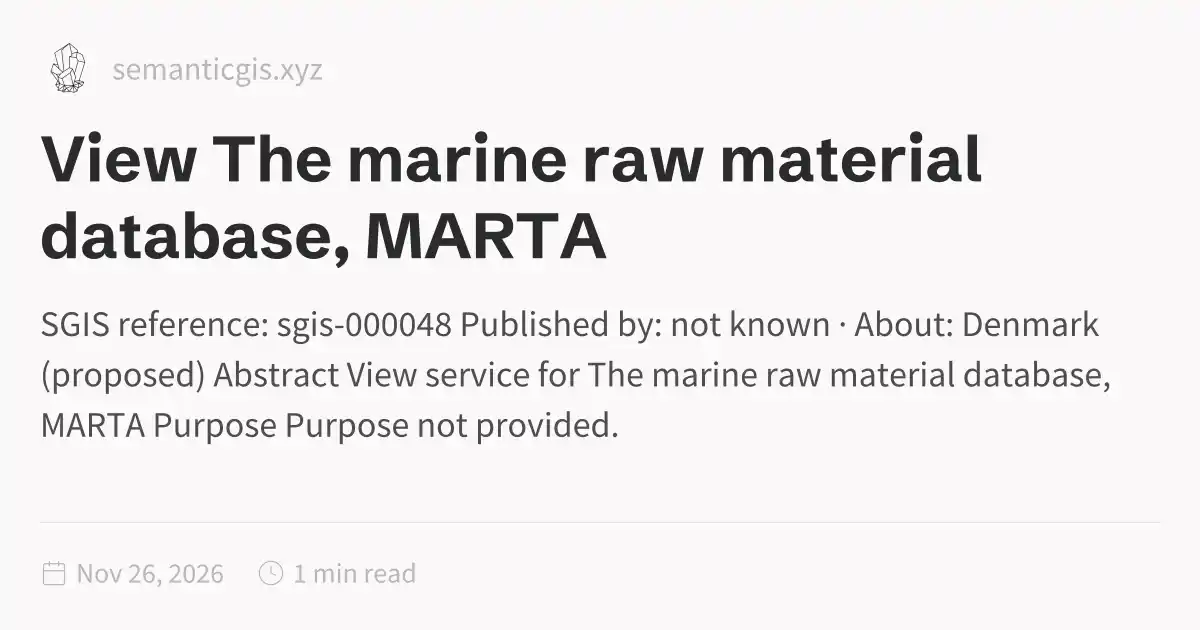 semanticgis.xyz
View The marine raw material
database, MARTA
SGIS reference: sgis-000048 Published by: not known · About: Denmark
(proposed) Abstract View service for The marine raw material database,
MARTA Purpose Purpose not provided.
Nov 26, 2026 1 min read